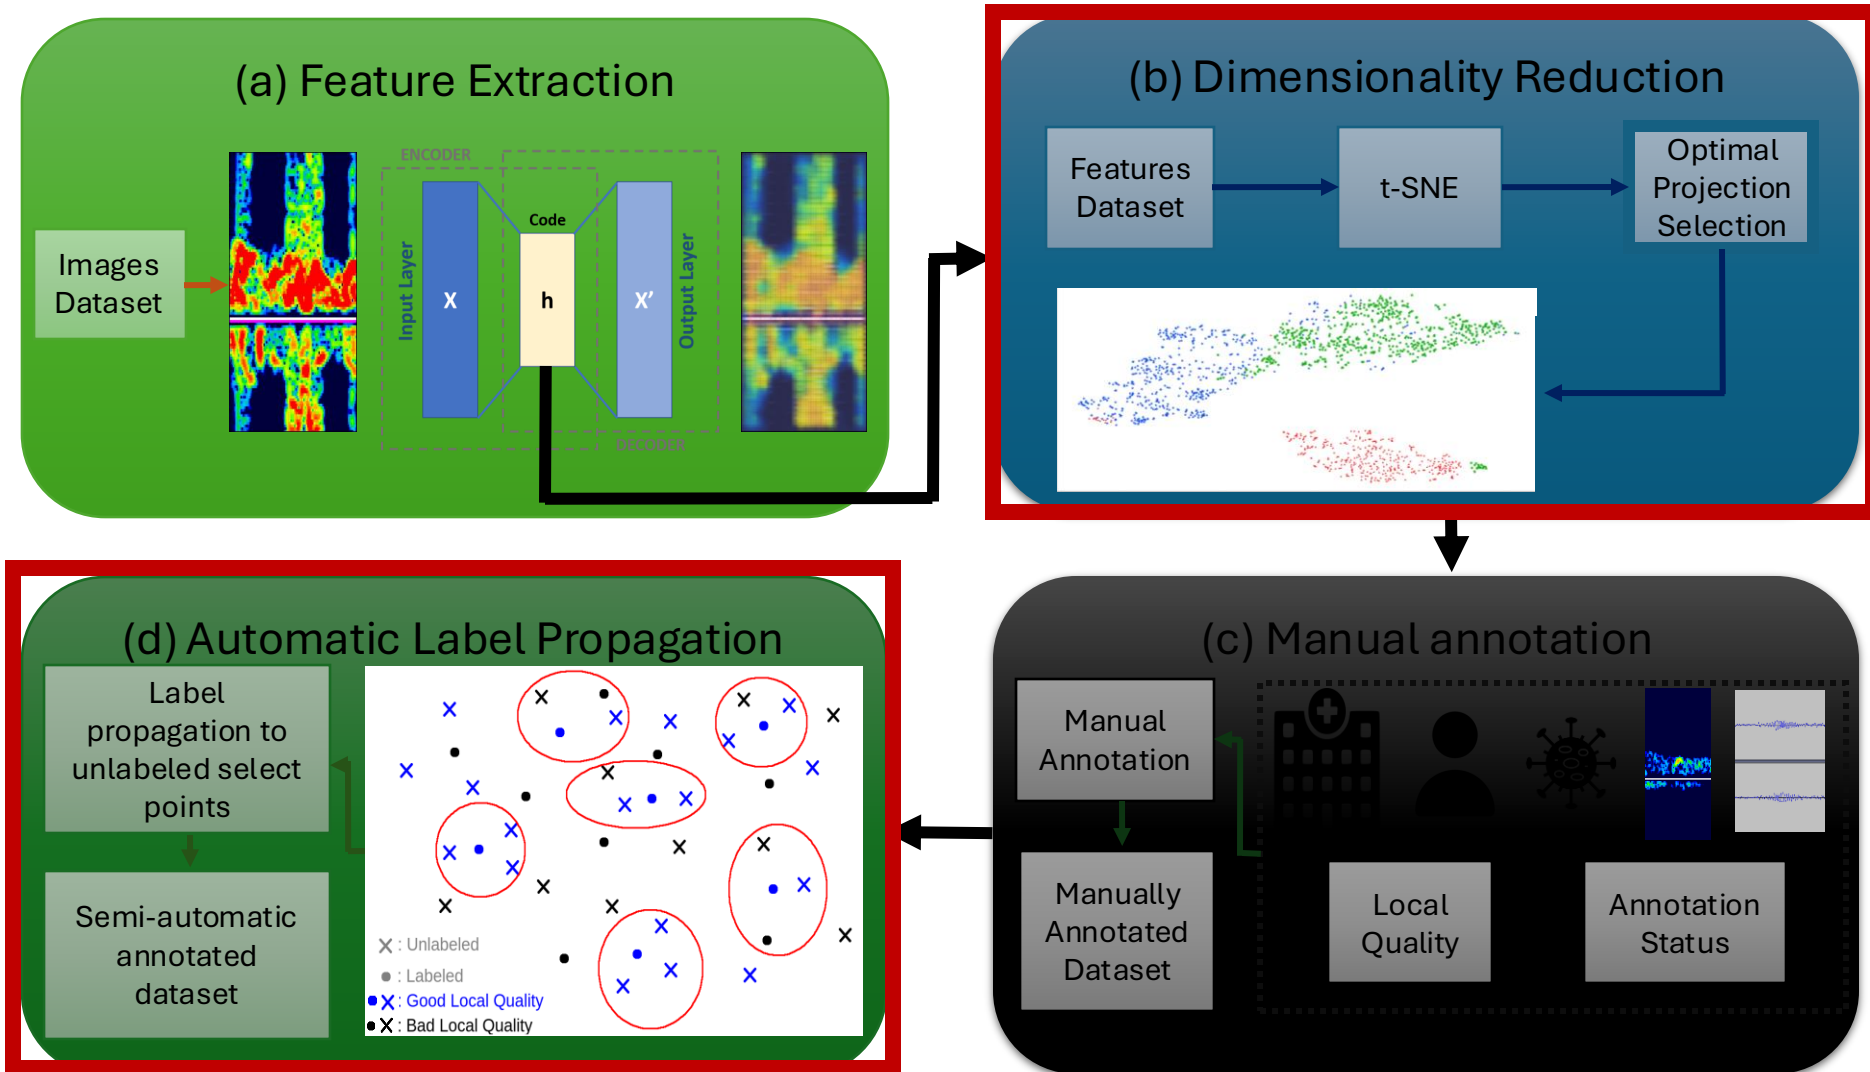 (a) Feature Extraction
Images
Dataset
ENCODER
Input Layer
X
Code
h
X’
Output Layer
DECODER
(b) Dimensionality Reduction
Features
Dataset
t-SNE
Optimal
Projection
Selection
(d) Automatic Label Propagation
Label
propagation to
unlabeled select
points
Semi-automatic
annotated
dataset
: Unlabeled
: Labeled
: Good Local Quality
: Bad Local Quality
(c) Manual annotation
Manual
Annotation
Manually
Annotated
Dataset
Local
Quality
Annotation
Status